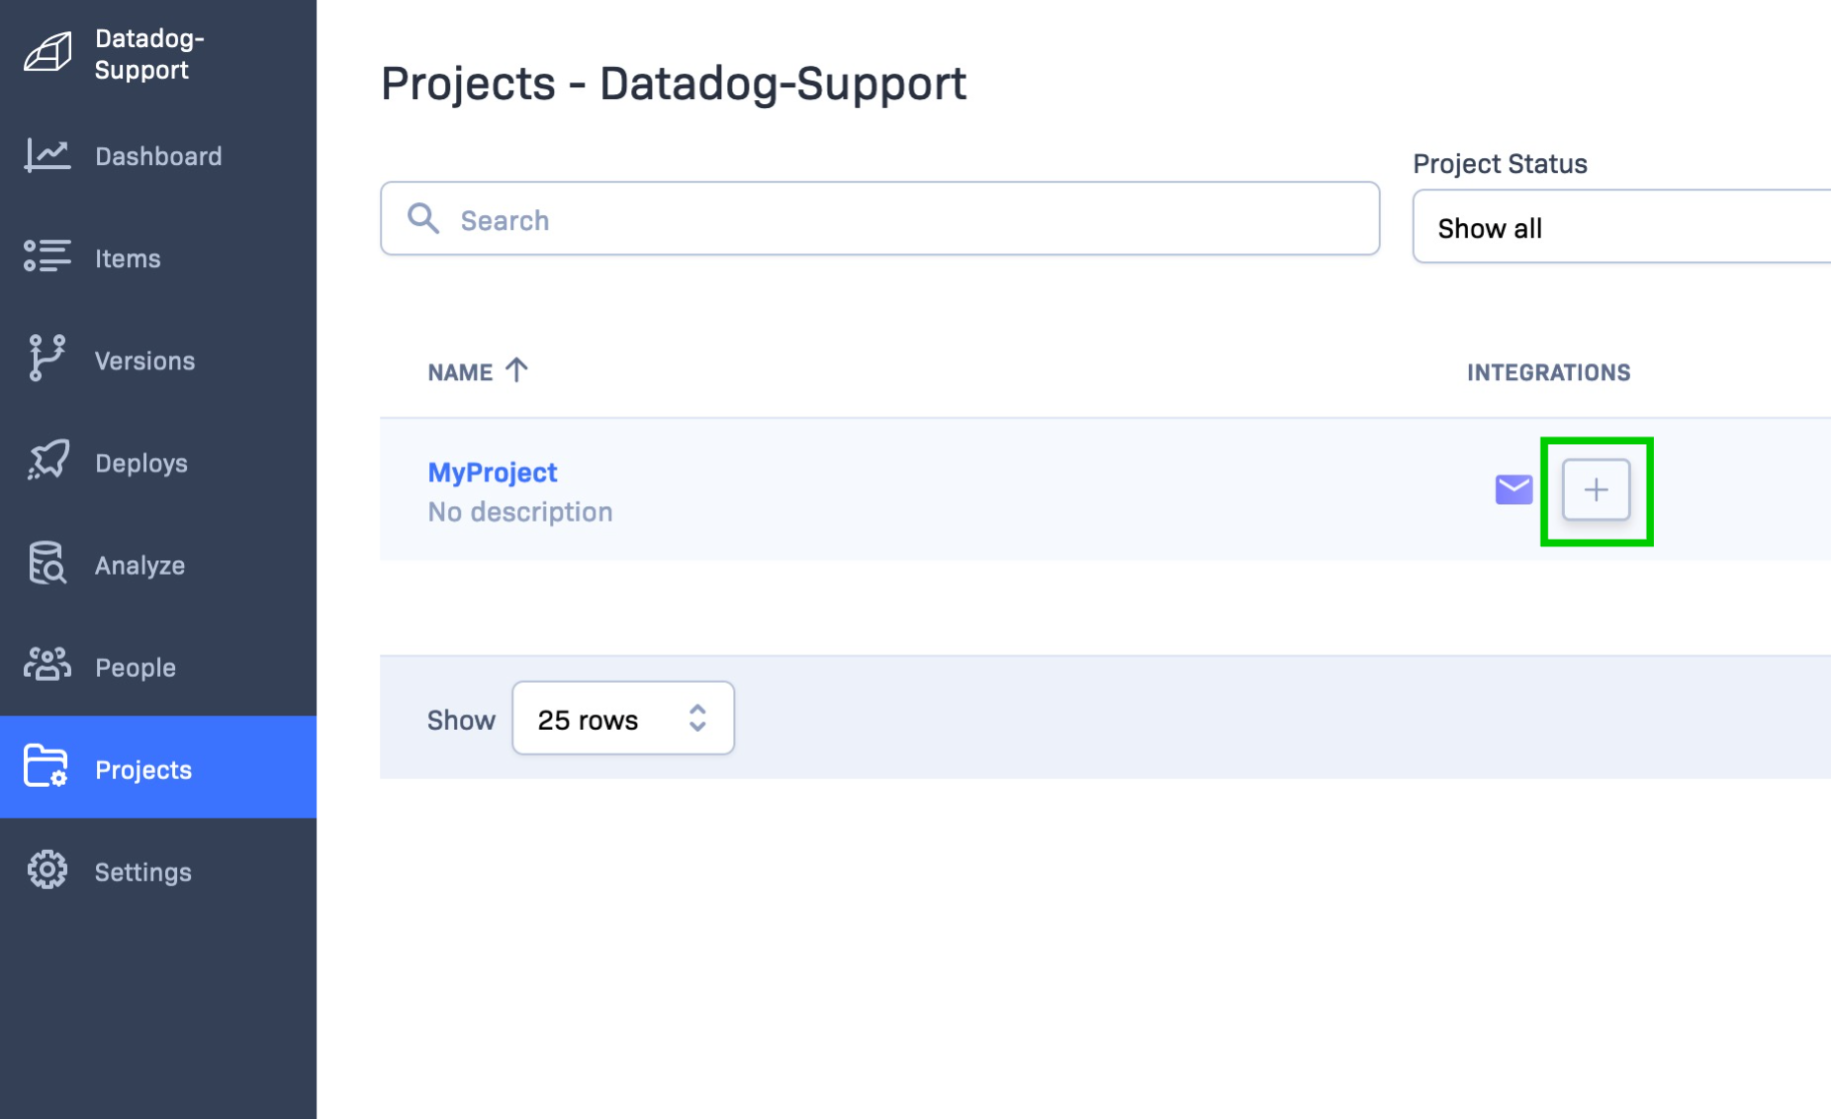 Datadog-
Support
Dashboard
Items
Versions
Deploys
Analyze
People
Projects
Settings
Projects - Datadog-Support
Search
Project Status
Show all
NAME
INTEGRATIONS
MyProject
No description
Show
25 rows